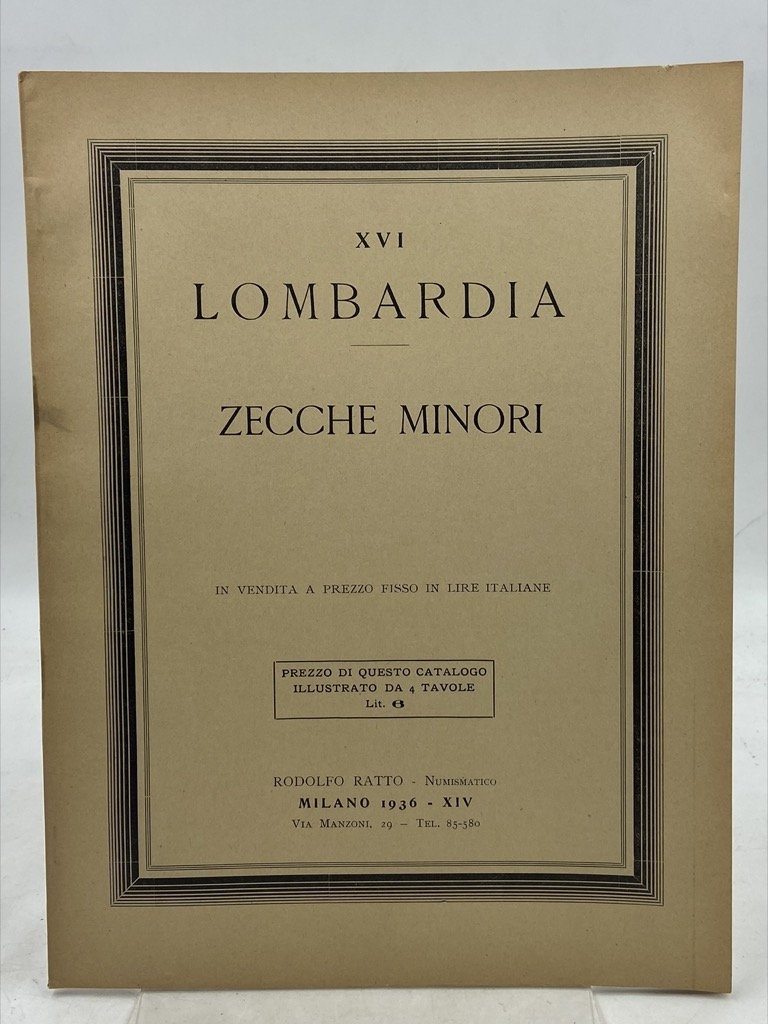 XVI
LOMBARDIA
ZECCHE MINORI
IN VENDITA A PREZZO FISSO IN LIRE ITALIANE
PREZZO DI QUESTO CATALOGO
ILLUSTRATO DA 4 TAVOLE
Lit. 6
RODOLFO RATTO - NUMISMATICO
MILANO 1936 - XIV
VIA MANZONI, 29 – TEL. 85-580